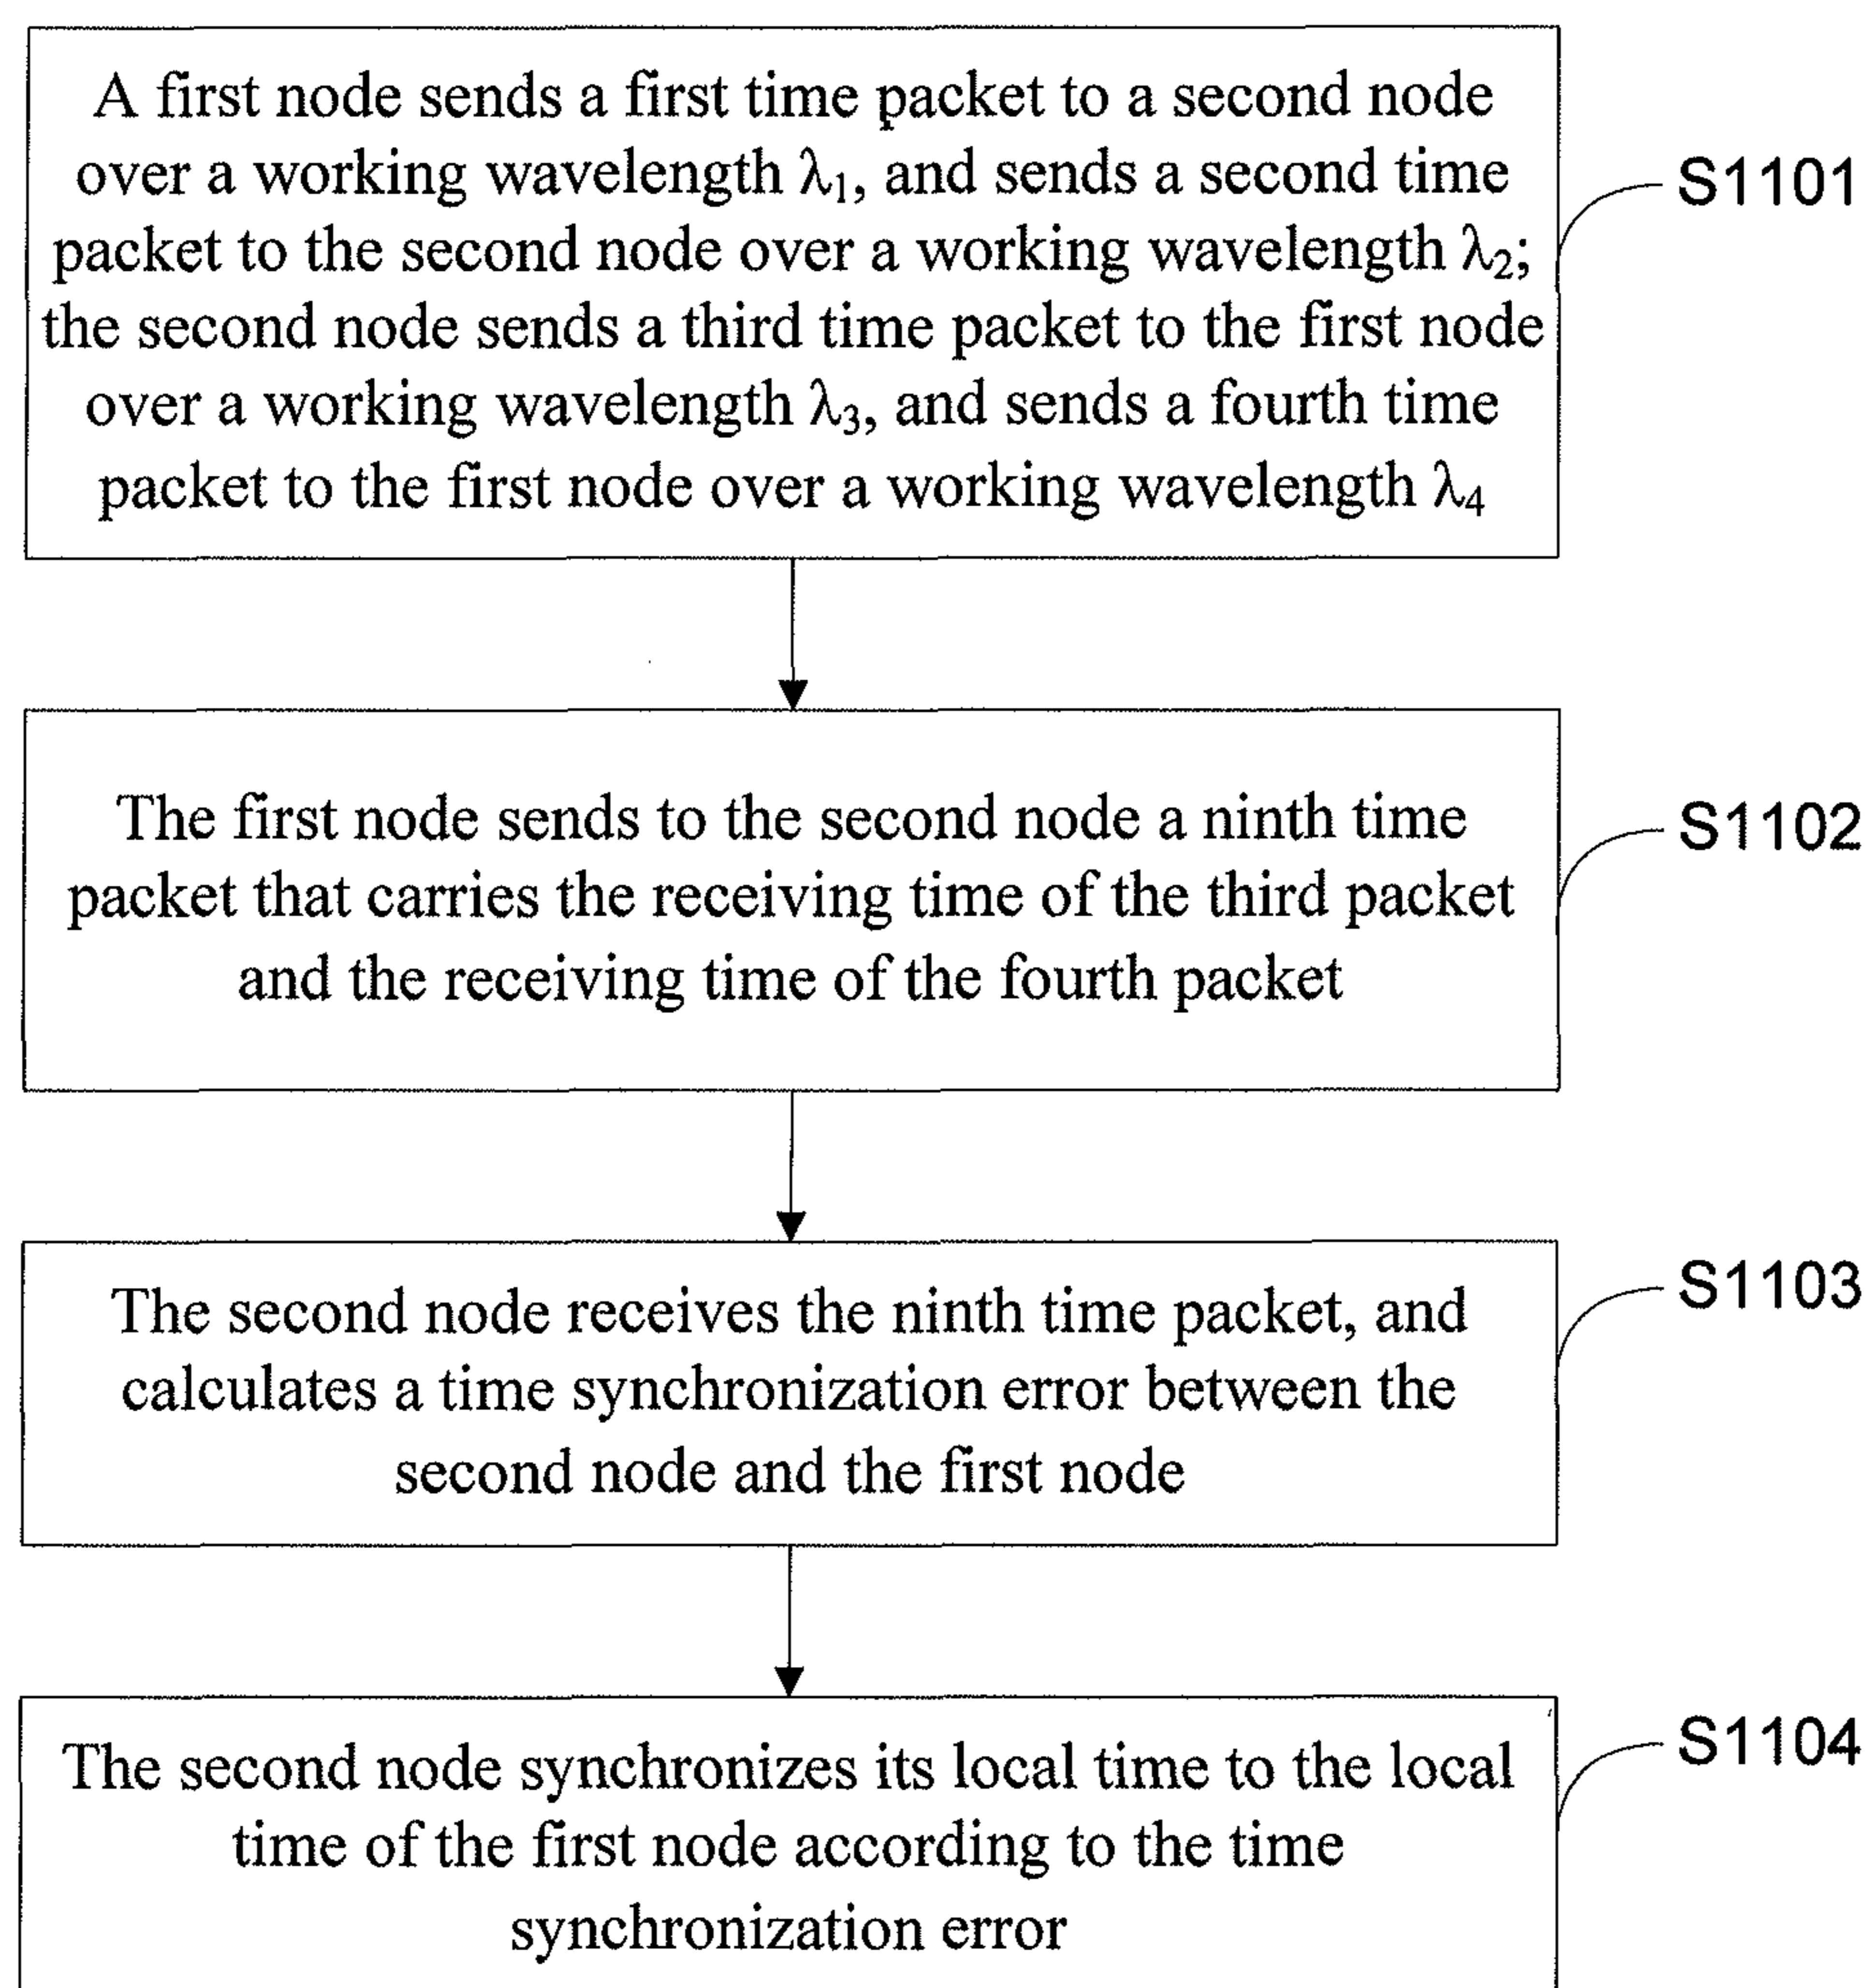 A first node sends a first time packet to a second node
over a working wavelength λ₁, and sends a second time
packet to the second node over a working wavelength λ₂;
the second node sends a third time packet to the first node
over a working wavelength λ₃, and sends a fourth time
packet to the first node over a working wavelength λ₄
S1101
The first node sends to the second node a ninth time
packet that carries the receiving time of the third packet
and the receiving time of the fourth packet
S1102
The second node receives the ninth time packet, and
calculates a time synchronization error between the
second node and the first node
S1103
The second node synchronizes its local time to the local
time of the first node according to the time
synchronization error
S1104